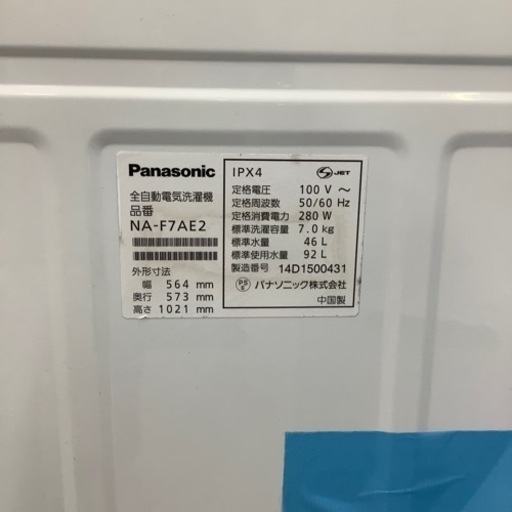 Panasonic
全自動電気洗濯機
品番
NA-F7AE2
外形寸法
幅 564 mm
奥行 573 mm
高さ 1021 mm
IPX4
S JET
定格電圧 100 V ～
定格周波数 50/60 Hz
定格消費電力 280 W
標準洗濯容量 7.0 kg
標準水量 46 L
標準使用水量 92 L
製造番号 14D1500431
PS E パナソニック株式会社
中国製